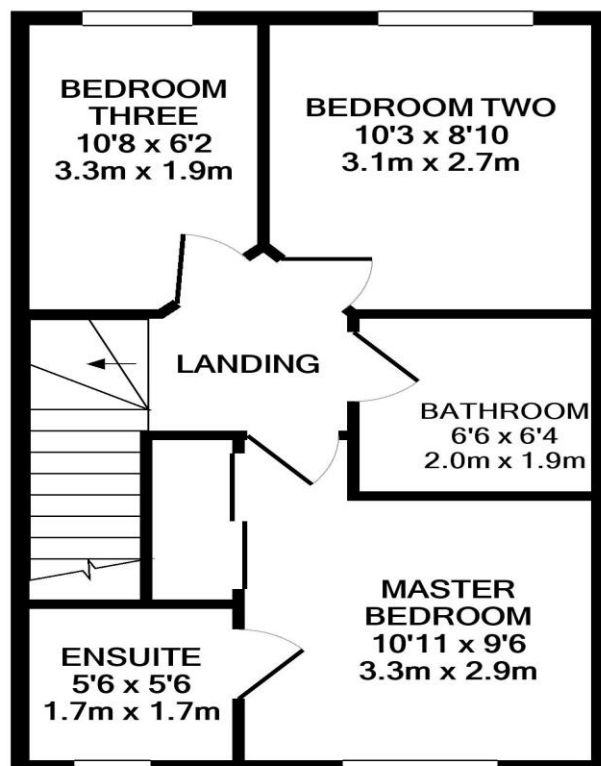 BEDROOM
THREE
10'8 x 6'2
3.3m x 1.9m
BEDROOM TWO
10'3 x 8'10
3.1m x 2.7m
LANDING
BATHROOM
6'6 x 6'4
2.0m x 1.9m
MASTER
BEDROOM
10'11 x 9'6
3.3m x 2.9m
ENSUITE
5'6 x 5'6
1.7m x 1.7m